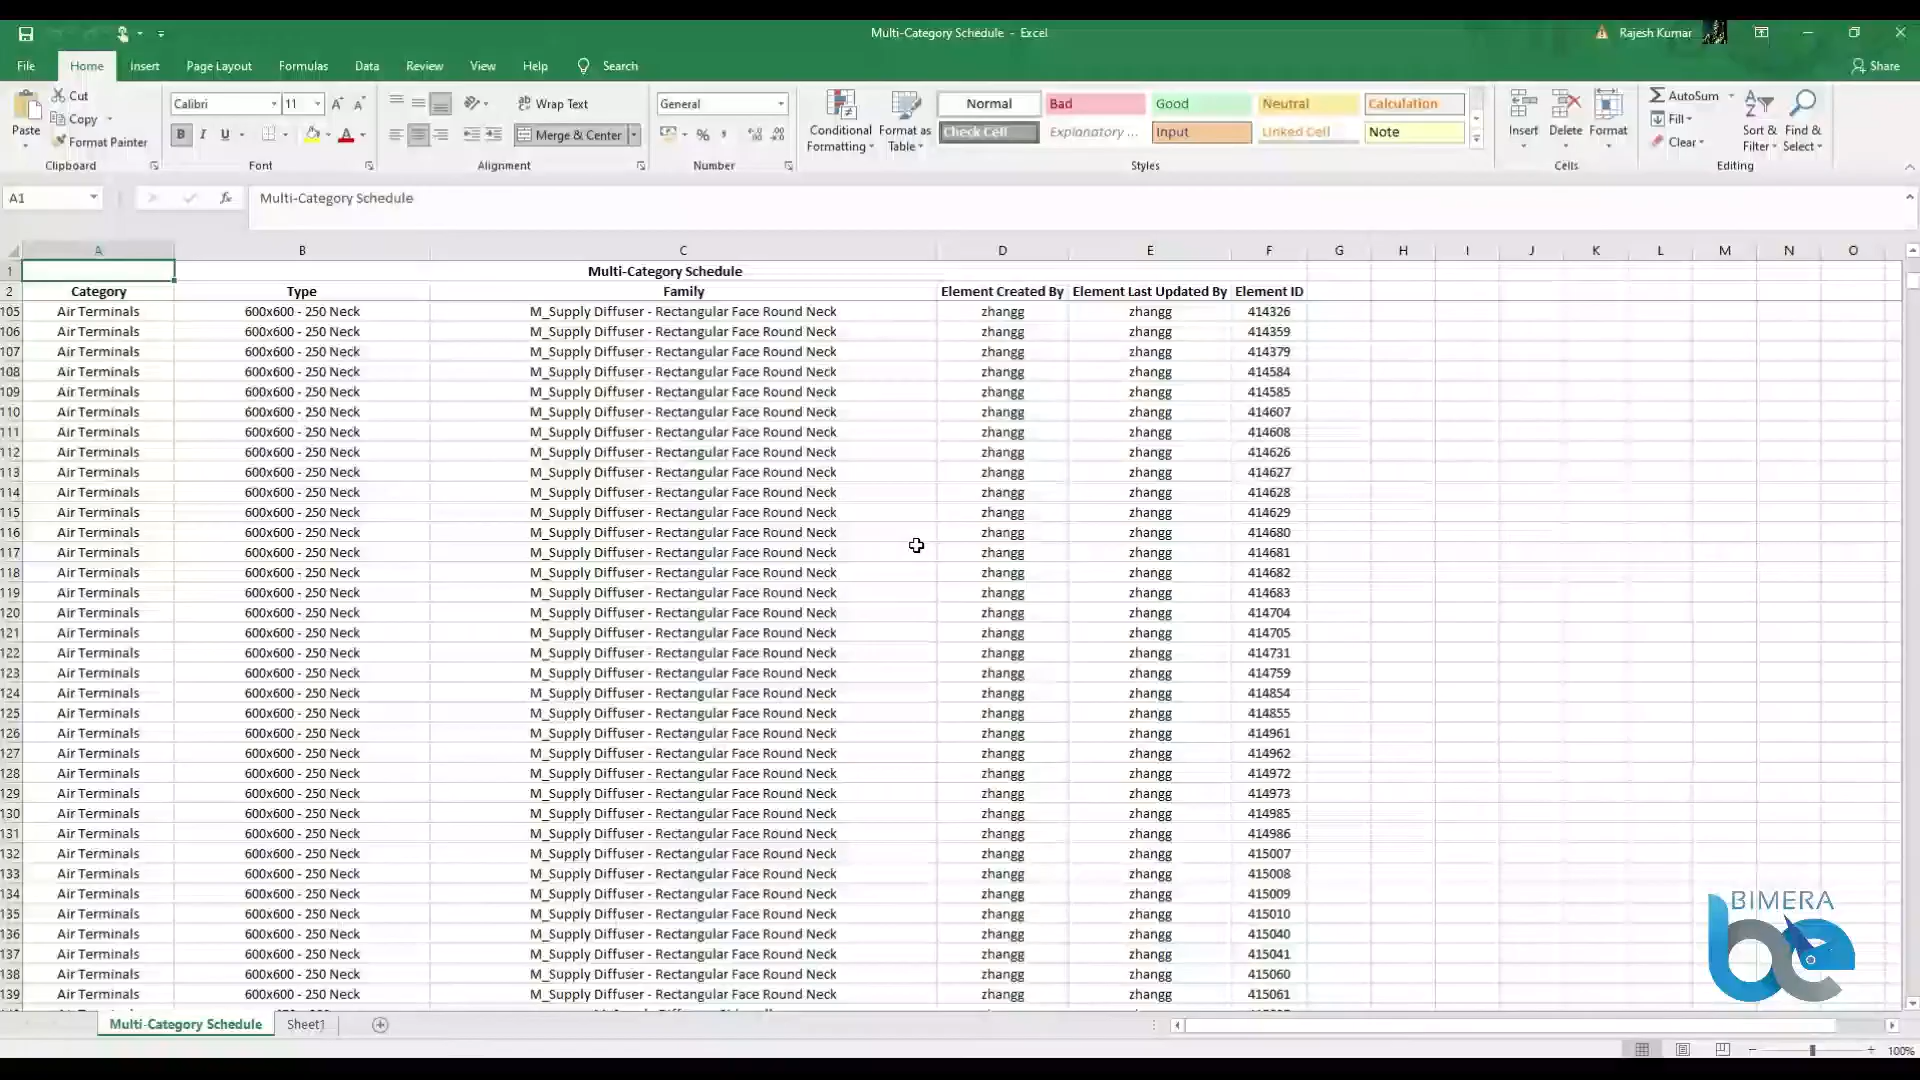 Multi-Category Schedule - Excel
Rajesh Kumar
File Home Insert Page Layout Formulas Data Review View Help Search Share
Paste
Cut
Copy
Format Painter
Clipboard
Calibri 11
B I U
Font
Wrap Text
Merge & Center
Alignment
General
Number
Conditional Formatting
Format as Table
Normal Bad Good Neutral Calculation
Check Cell Explanatory ... Input Linked Cell Note
Styles
Insert Delete Format
Cells
AutoSum
Fill
Clear
Sort & Filter
Find & Select
Editing
A1 fx Multi-Category Schedule
A B C D E F G H I J K L M N O
1 Multi-Category Schedule
2 Category Type Family Element Created By Element Last Updated By Element ID
105 Air Terminals 600x600 - 250 Neck M_Supply Diffuser - Rectangular Face Round Neck zhangg zhangg 414326
106 Air Terminals 600x600 - 250 Neck M_Supply Diffuser - Rectangular Face Round Neck zhangg zhangg 414359
107 Air Terminals 600x600 - 250 Neck M_Supply Diffuser - Rectangular Face Round Neck zhangg zhangg 414379
108 Air Terminals 600x600 - 250 Neck M_Supply Diffuser - Rectangular Face Round Neck zhangg zhangg 414584
109 Air Terminals 600x600 - 250 Neck M_Supply Diffuser - Rectangular Face Round Neck zhangg zhangg 414585
110 Air Terminals 600x600 - 250 Neck M_Supply Diffuser - Rectangular Face Round Neck zhangg zhangg 414607
111 Air Terminals 600x600 - 250 Neck M_Supply Diffuser - Rectangular Face Round Neck zhangg zhangg 414608
112 Air Terminals 600x600 - 250 Neck M_Supply Diffuser - Rectangular Face Round Neck zhangg zhangg 414626
113 Air Terminals 600x600 - 250 Neck M_Supply Diffuser - Rectangular Face Round Neck zhangg zhangg 414627
114 Air Terminals 600x600 - 250 Neck M_Supply Diffuser - Rectangular Face Round Neck zhangg zhangg 414628
115 Air Terminals 600x600 - 250 Neck M_Supply Diffuser - Rectangular Face Round Neck zhangg zhangg 414629
116 Air Terminals 600x600 - 250 Neck M_Supply Diffuser - Rectangular Face Round Neck zhangg zhangg 414680
117 Air Terminals 600x600 - 250 Neck M_Supply Diffuser - Rectangular Face Round Neck zhangg zhangg 414681
118 Air Terminals 600x600 - 250 Neck M_Supply Diffuser - Rectangular Face Round Neck zhangg zhangg 414682
119 Air Terminals 600x600 - 250 Neck M_Supply Diffuser - Rectangular Face Round Neck zhangg zhangg 414683
120 Air Terminals 600x600 - 250 Neck M_Supply Diffuser - Rectangular Face Round Neck zhangg zhangg 414704
121 Air Terminals 600x600 - 250 Neck M_Supply Diffuser - Rectangular Face Round Neck zhangg zhangg 414705
122 Air Terminals 600x600 - 250 Neck M_Supply Diffuser - Rectangular Face Round Neck zhangg zhangg 414731
123 Air Terminals 600x600 - 250 Neck M_Supply Diffuser - Rectangular Face Round Neck zhangg zhangg 414759
124 Air Terminals 600x600 - 250 Neck M_Supply Diffuser - Rectangular Face Round Neck zhangg zhangg 414854
125 Air Terminals 600x600 - 250 Neck M_Supply Diffuser - Rectangular Face Round Neck zhangg zhangg 414855
126 Air Terminals 600x600 - 250 Neck M_Supply Diffuser - Rectangular Face Round Neck zhangg zhangg 414961
127 Air Terminals 600x600 - 250 Neck M_Supply Diffuser - Rectangular Face Round Neck zhangg zhangg 414962
128 Air Terminals 600x600 - 250 Neck M_Supply Diffuser - Rectangular Face Round Neck zhangg zhangg 414972
129 Air Terminals 600x600 - 250 Neck M_Supply Diffuser - Rectangular Face Round Neck zhangg zhangg 414973
130 Air Terminals 600x600 - 250 Neck M_Supply Diffuser - Rectangular Face Round Neck zhangg zhangg 414985
131 Air Terminals 600x600 - 250 Neck M_Supply Diffuser - Rectangular Face Round Neck zhangg zhangg 414986
132 Air Terminals 600x600 - 250 Neck M_Supply Diffuser - Rectangular Face Round Neck zhangg zhangg 415007
133 Air Terminals 600x600 - 250 Neck M_Supply Diffuser - Rectangular Face Round Neck zhangg zhangg 415008
134 Air Terminals 600x600 - 250 Neck M_Supply Diffuser - Rectangular Face Round Neck zhangg zhangg 415009
135 Air Terminals 600x600 - 250 Neck M_Supply Diffuser - Rectangular Face Round Neck zhangg zhangg 415010
136 Air Terminals 600x600 - 250 Neck M_Supply Diffuser - Rectangular Face Round Neck zhangg zhangg 415040
137 Air Terminals 600x600 - 250 Neck M_Supply Diffuser - Rectangular Face Round Neck zhangg zhangg 415041
138 Air Terminals 600x600 - 250 Neck M_Supply Diffuser - Rectangular Face Round Neck zhangg zhangg 415060
139 Air Terminals 600x600 - 250 Neck M_Supply Diffuser - Rectangular Face Round Neck zhangg zhangg 415061
BIMERA
Multi-Category Schedule Sheet1
100%